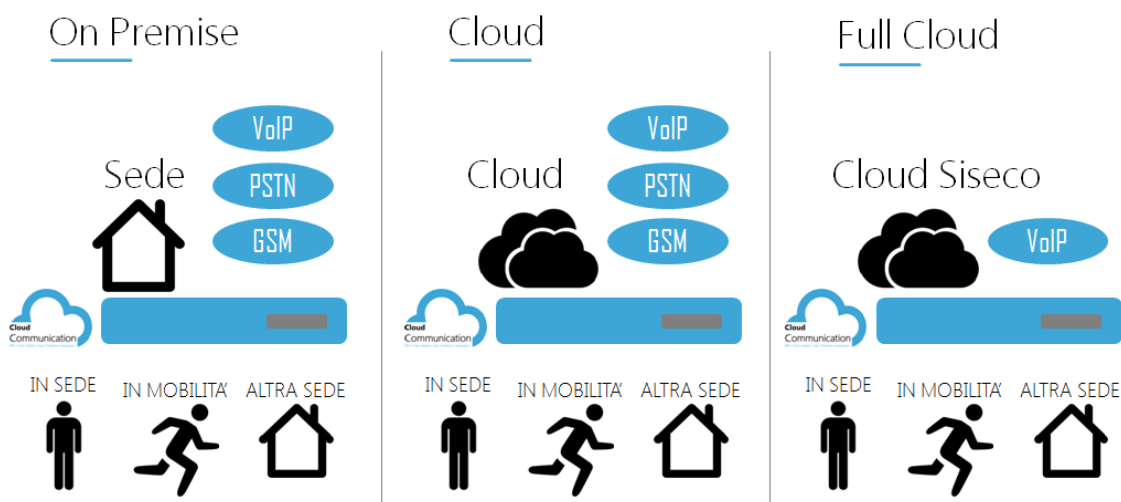 On Premise
VoIP
PSTN
GSM
Sede
Cloud
Communication
IN SEDE
IN MOBILITA'
ALTRA SEDE
Cloud
VoIP
PSTN
GSM
Cloud
Cloud
Communication
IN SEDE
IN MOBILITA'
ALTRA SEDE
Full Cloud
Cloud Siseco
VoIP
Cloud
Communication
IN SEDE
IN MOBILITA'
ALTRA SEDE